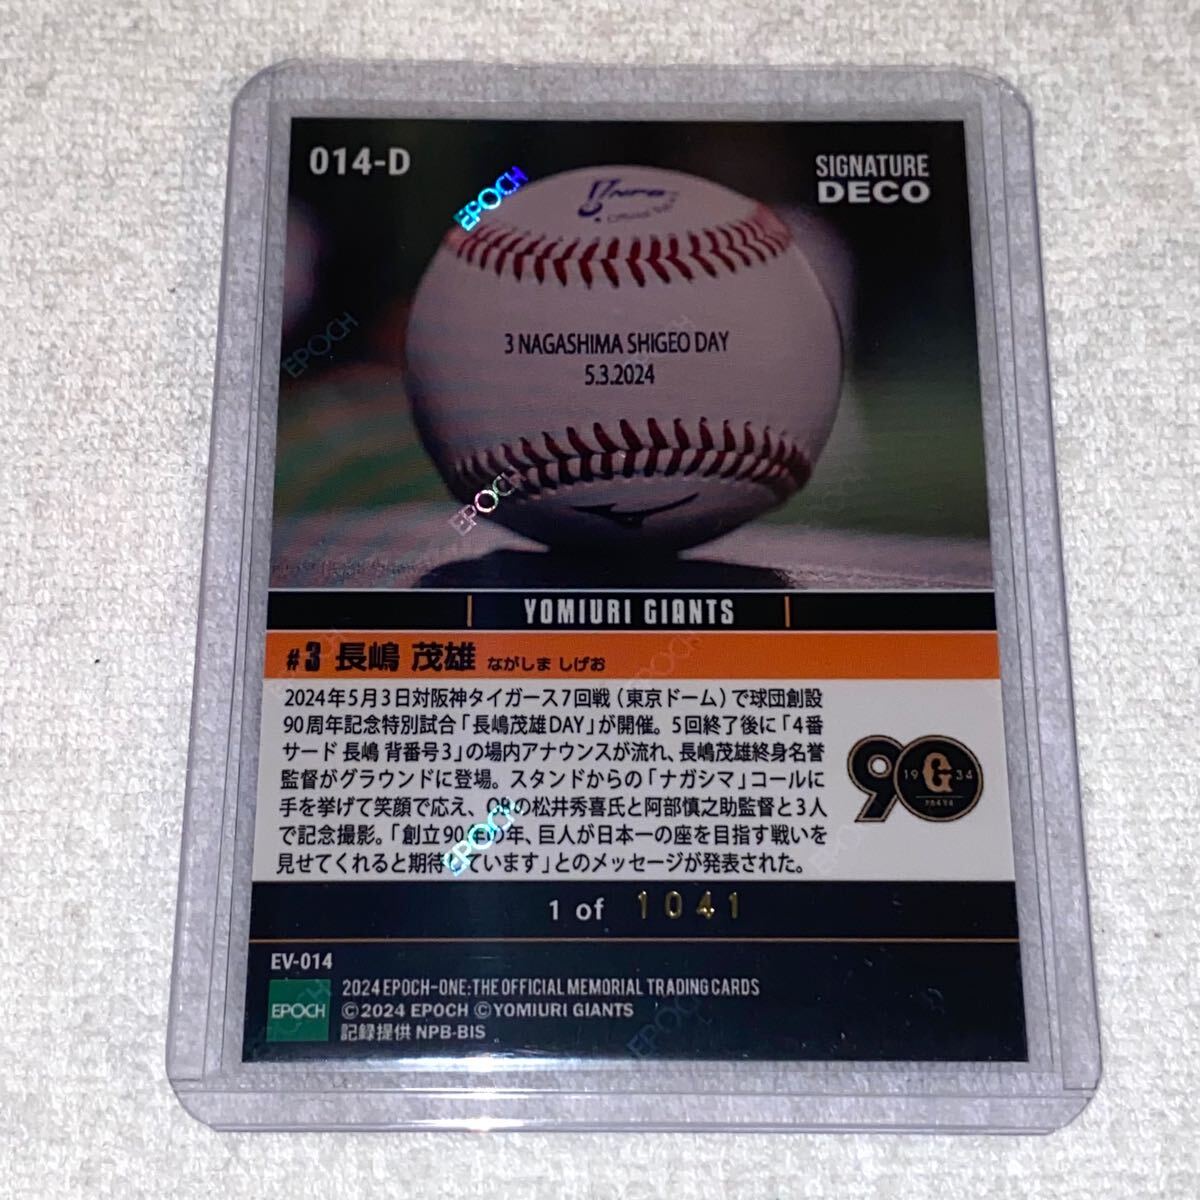 014-D
SIGNATURE
DECO
EPOCH
NPB
3 NAGASHIMA SHIGEO DAY
5.3.2024
EPOCH
EPOCH
YOMIURI GIANTS
#3 長嶋 茂雄 ながしま しげお
2024年5月3日対阪神タイガース7回戦（東京ドーム）で球団創設
90周年記念特別試合「長嶋茂雄DAY」が開催。5回終了後に「4番
サード 長嶋 背番号3」の場内アナウンスが流れ、長嶋茂雄終身名誉
監督がグラウンドに登場。スタンドからの「ナガシマ」コールに
手を挙げて笑顔で応え、OBの松井秀喜氏と阿部慎之助監督と3人
で記念撮影。「創立90年の年、巨人が日本一の座を目指す戦いを
見せてくれると期待しています」とのメッセージが発表された。
EPOCH
90
19 G 34
1 of 1041
EV-014
EPOCH
2024 EPOCH-ONE:THE OFFICIAL MEMORIAL TRADING CARDS
©2024 EPOCH ©YOMIURI GIANTS
記録提供 NPB-BIS